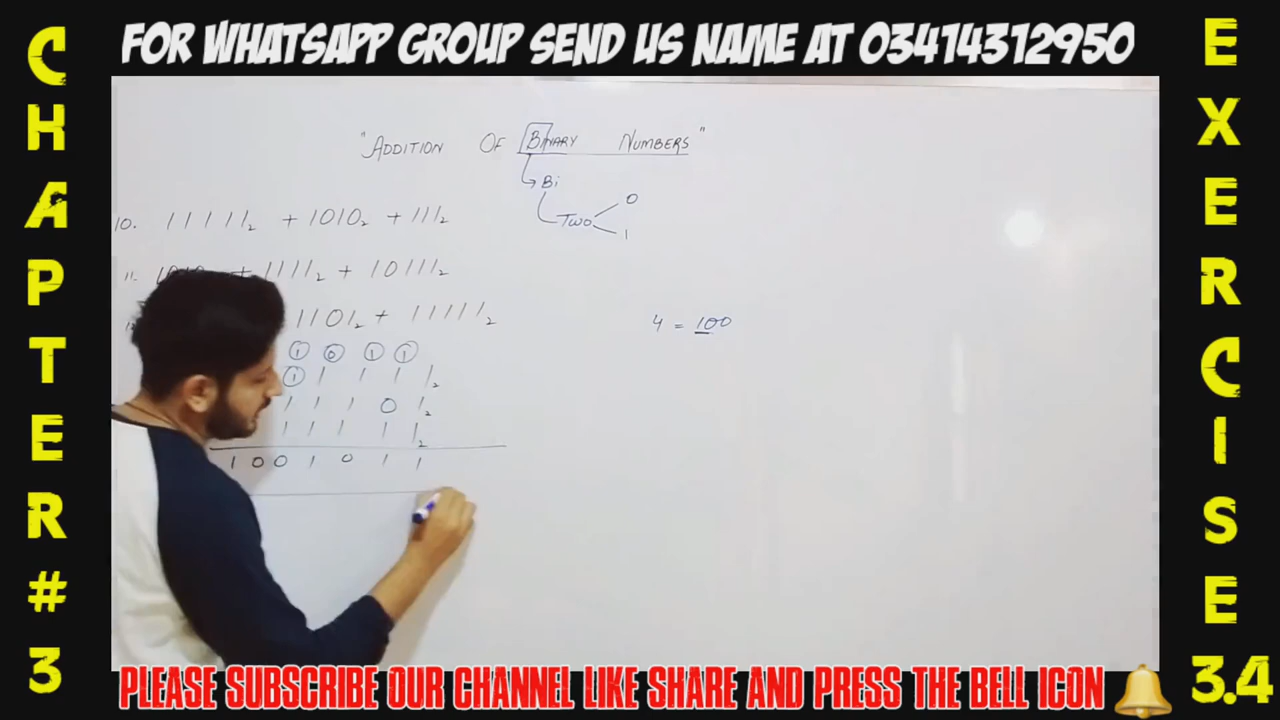 FOR WHATSAPP GROUP SEND US NAME AT 03414312950
CHAPTER#3
"ADDITION OF BINARY NUMBERS"
Bi
Two 0
1
10. 11111₂ + 1010₂ + 111₂
11. 1010₂ + 1111₂ + 10111₂
1101₂ + 11111₂
4 = 100
1 0 1 1
1 1 1 1 1₂
1 1 1 0 1₂
1 1 1 1 1₂
1 0 0 1 0 1 1
EXERCISE 3.4
PLEASE SUBSCRIBE OUR CHANNEL LIKE SHARE AND PRESS THE BELL ICON